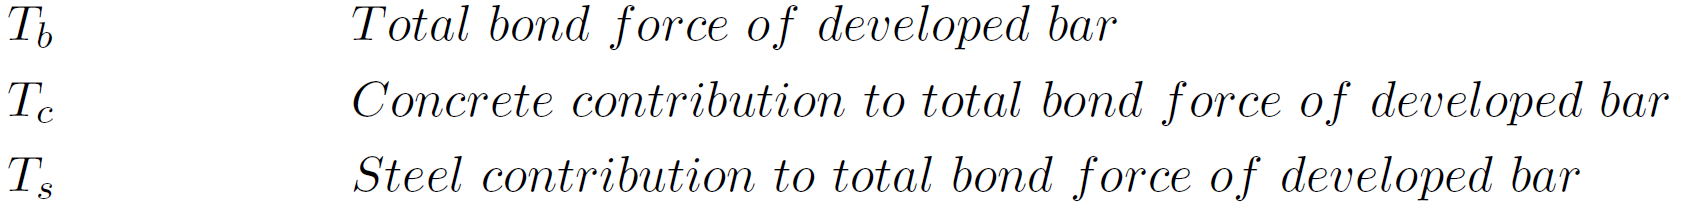 T_b Total bond force of developed bar
T_c Concrete contribution to total bond force of developed bar
T_s Steel contribution to total bond force of developed bar